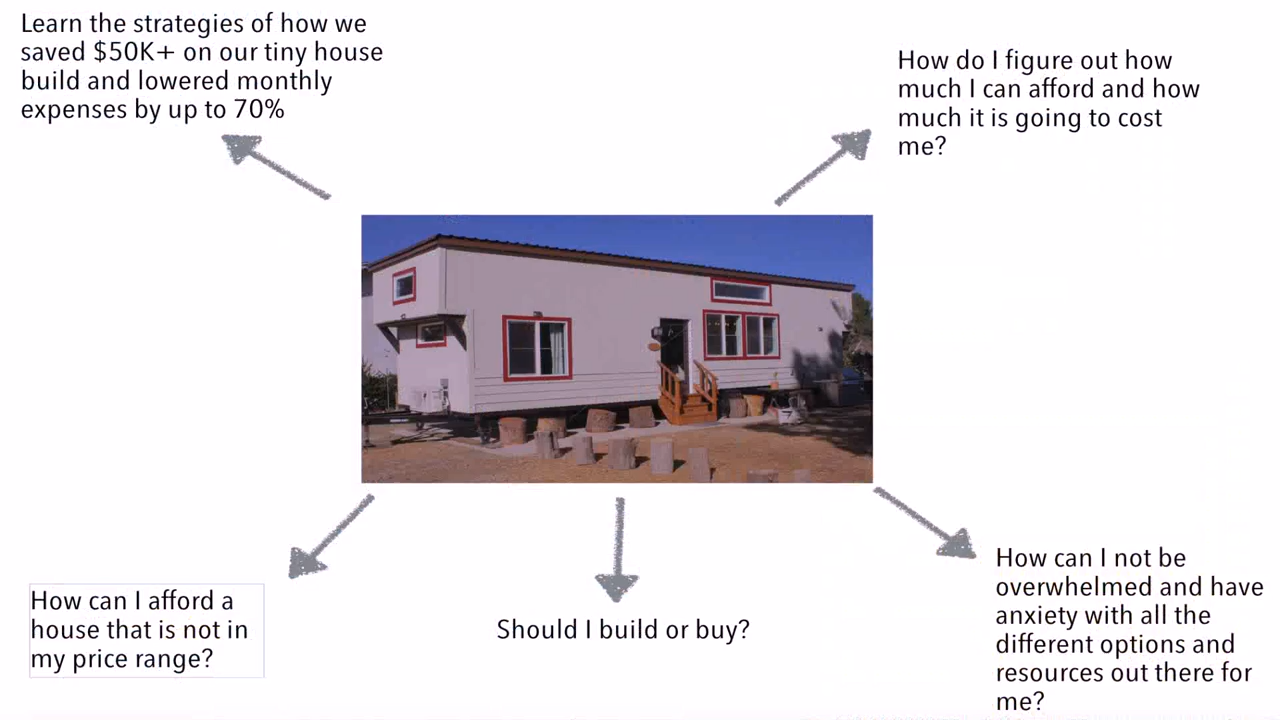 Learn the strategies of how we
saved $50K+ on our tiny house
build and lowered monthly
expenses by up to 70%
How do I figure out how
much I can afford and how
much it is going to cost
me?
How can I afford a
house that is not in
my price range?
Should I build or buy?
How can I not be
overwhelmed and have
anxiety with all the
different options and
resources out there for
me?